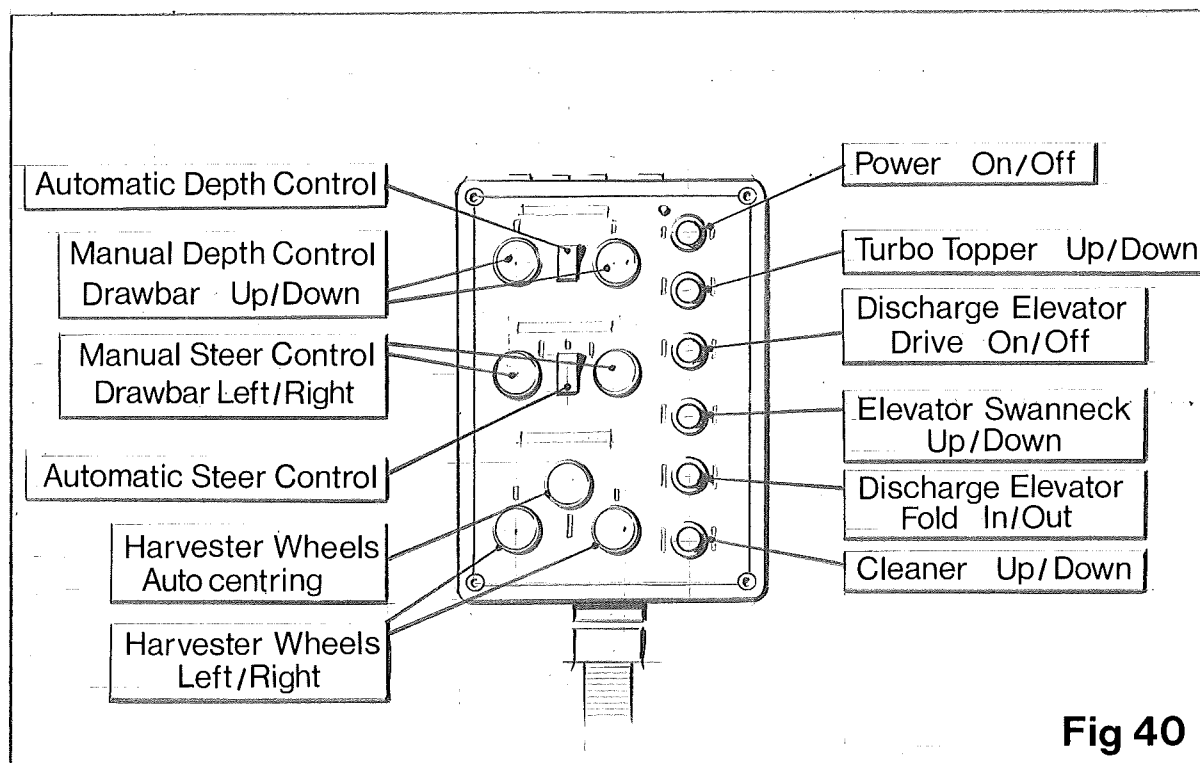 Automatic Depth Control
Manual Depth Control
Drawbar Up/Down
Manual Steer Control
Drawbar Left/Right
Automatic Steer Control
Harvester Wheels
Auto centring
Harvester Wheels
Left/Right
Power On/Off
Turbo Topper Up/Down
Discharge Elevator
Drive On/Off
Elevator Swanneck
Up/Down
Discharge Elevator
Fold In/Out
Cleaner Up/Down
Fig 40